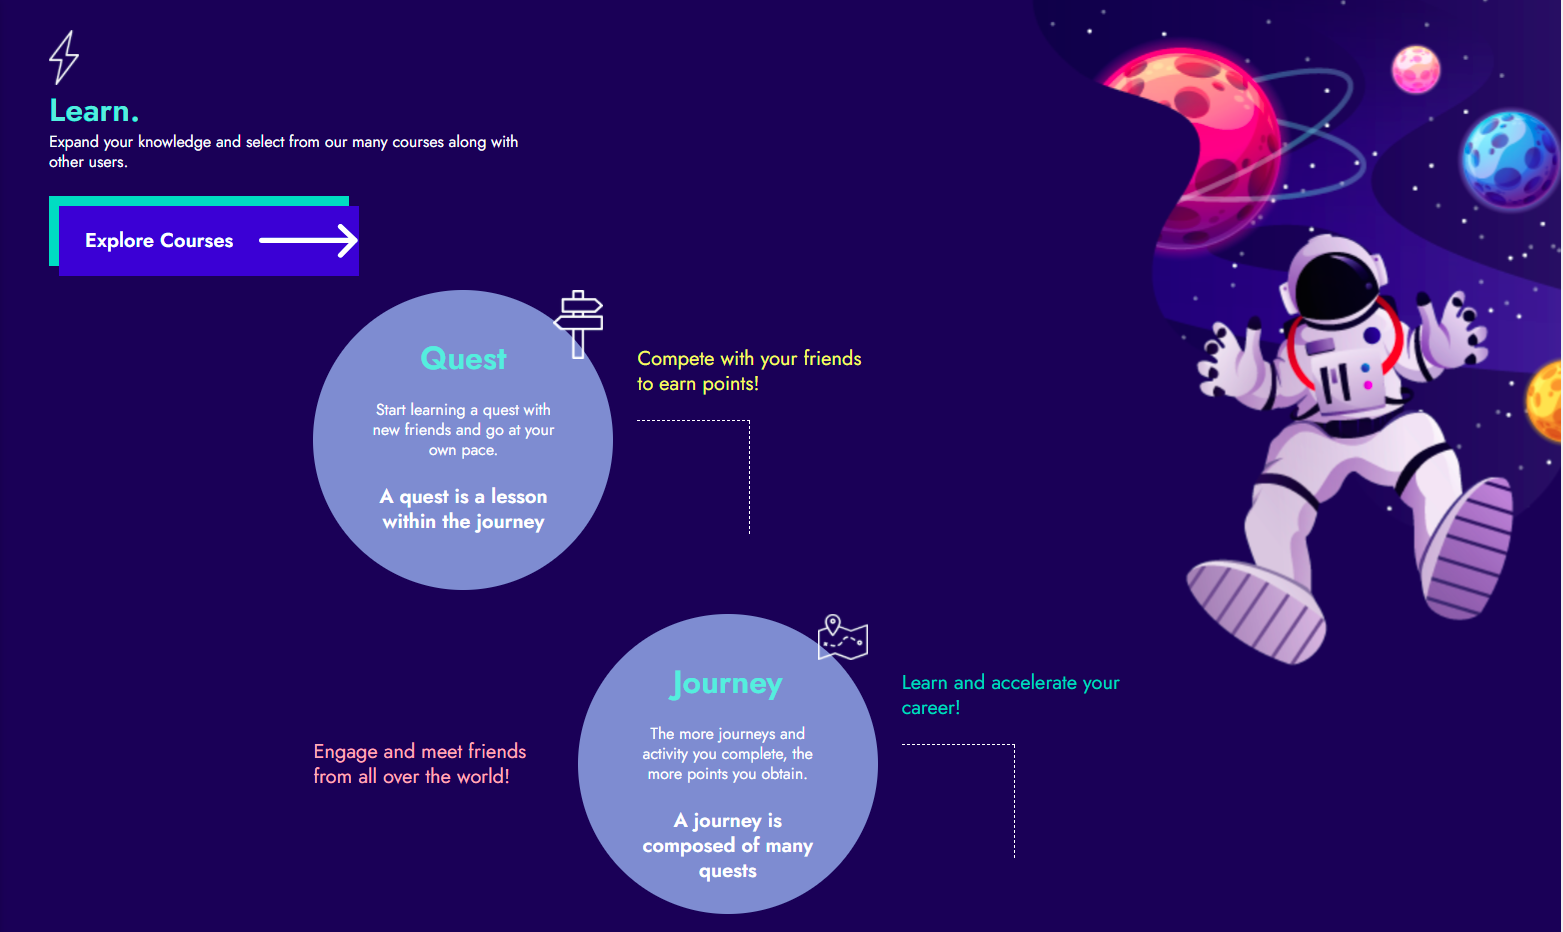 Learn.
Expand your knowledge and select from our many courses along with
other users.
Explore Courses
Quest
Start learning a quest with
new friends and go at your
own pace.
A quest is a lesson
within the journey
Compete with your friends
to earn points!
Engage and meet friends
from all over the world!
Journey
The more journeys and
activity you complete, the
more points you obtain.
A journey is
composed of many
quests
Learn and accelerate your
career!